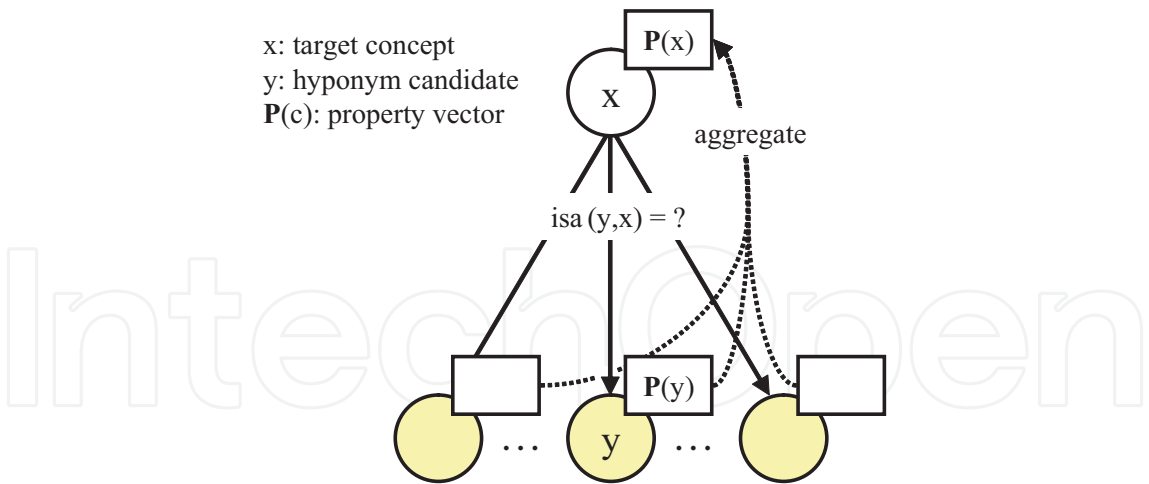 x: target concept
y: hyponym candidate
P(c): property vector
P(x)
x
aggregate
isa (y,x) = ?
P(y)
... y ...
IntechOpen